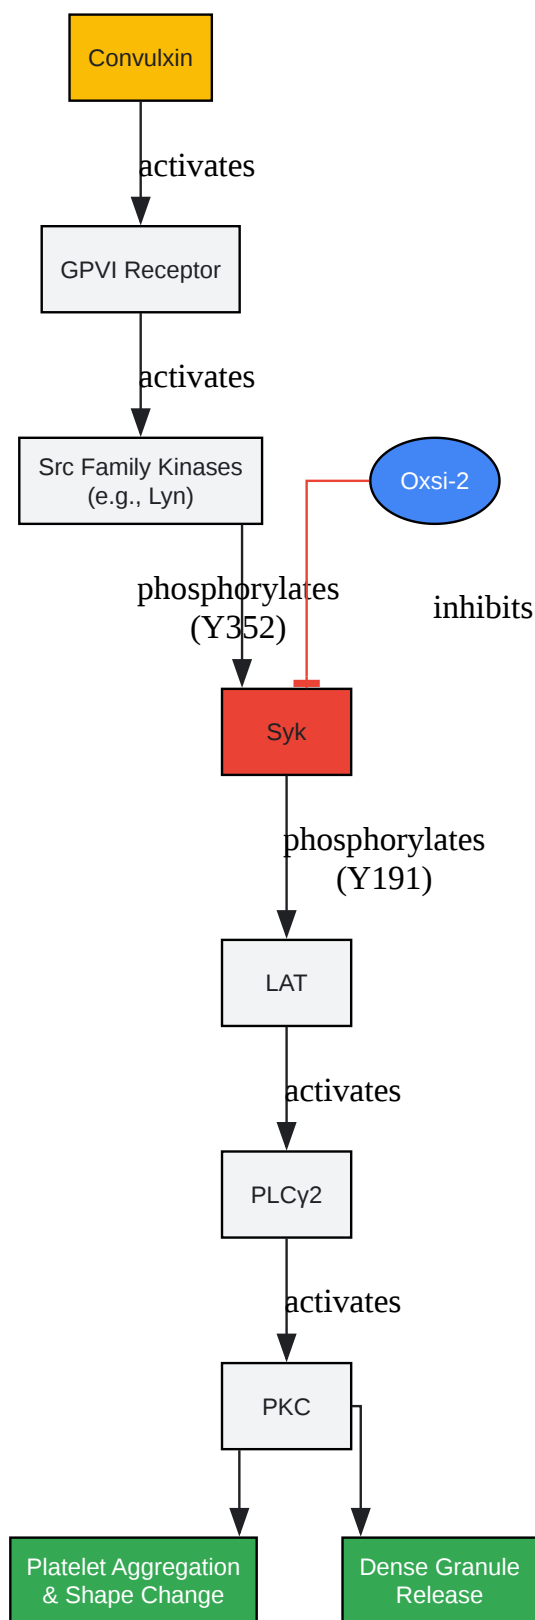 Convulxin
activates
GPVI Receptor
activates
Src Family Kinases
(e.g., Lyn)
Oxsi-2
phosphorylates
(Y352)
inhibits
Syk
phosphorylates
(Y191)
LAT
activates
PLCγ2
activates
PKC
Platelet Aggregation
& Shape Change
Dense Granule
Release